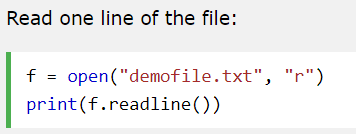 Read one line of the file:
f = open("demofile.txt", "r")
print(f.readline())